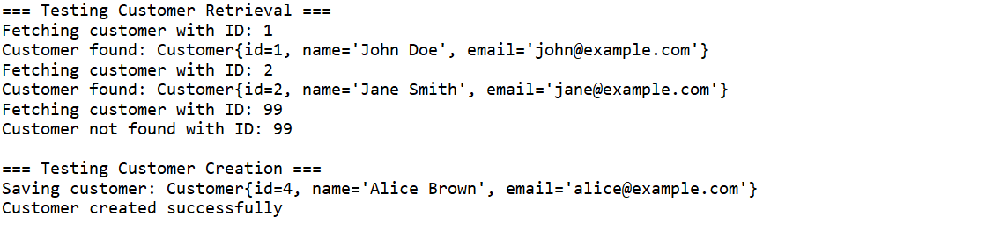 === Testing Customer Retrieval ===
Fetching customer with ID: 1
Customer found: Customer{id=1, name='John Doe', email='john@example.com'}
Fetching customer with ID: 2
Customer found: Customer{id=2, name='Jane Smith', email='jane@example.com'}
Fetching customer with ID: 99
Customer not found with ID: 99
=== Testing Customer Creation ===
Saving customer: Customer{id=4, name='Alice Brown', email='alice@example.com'}
Customer created successfully